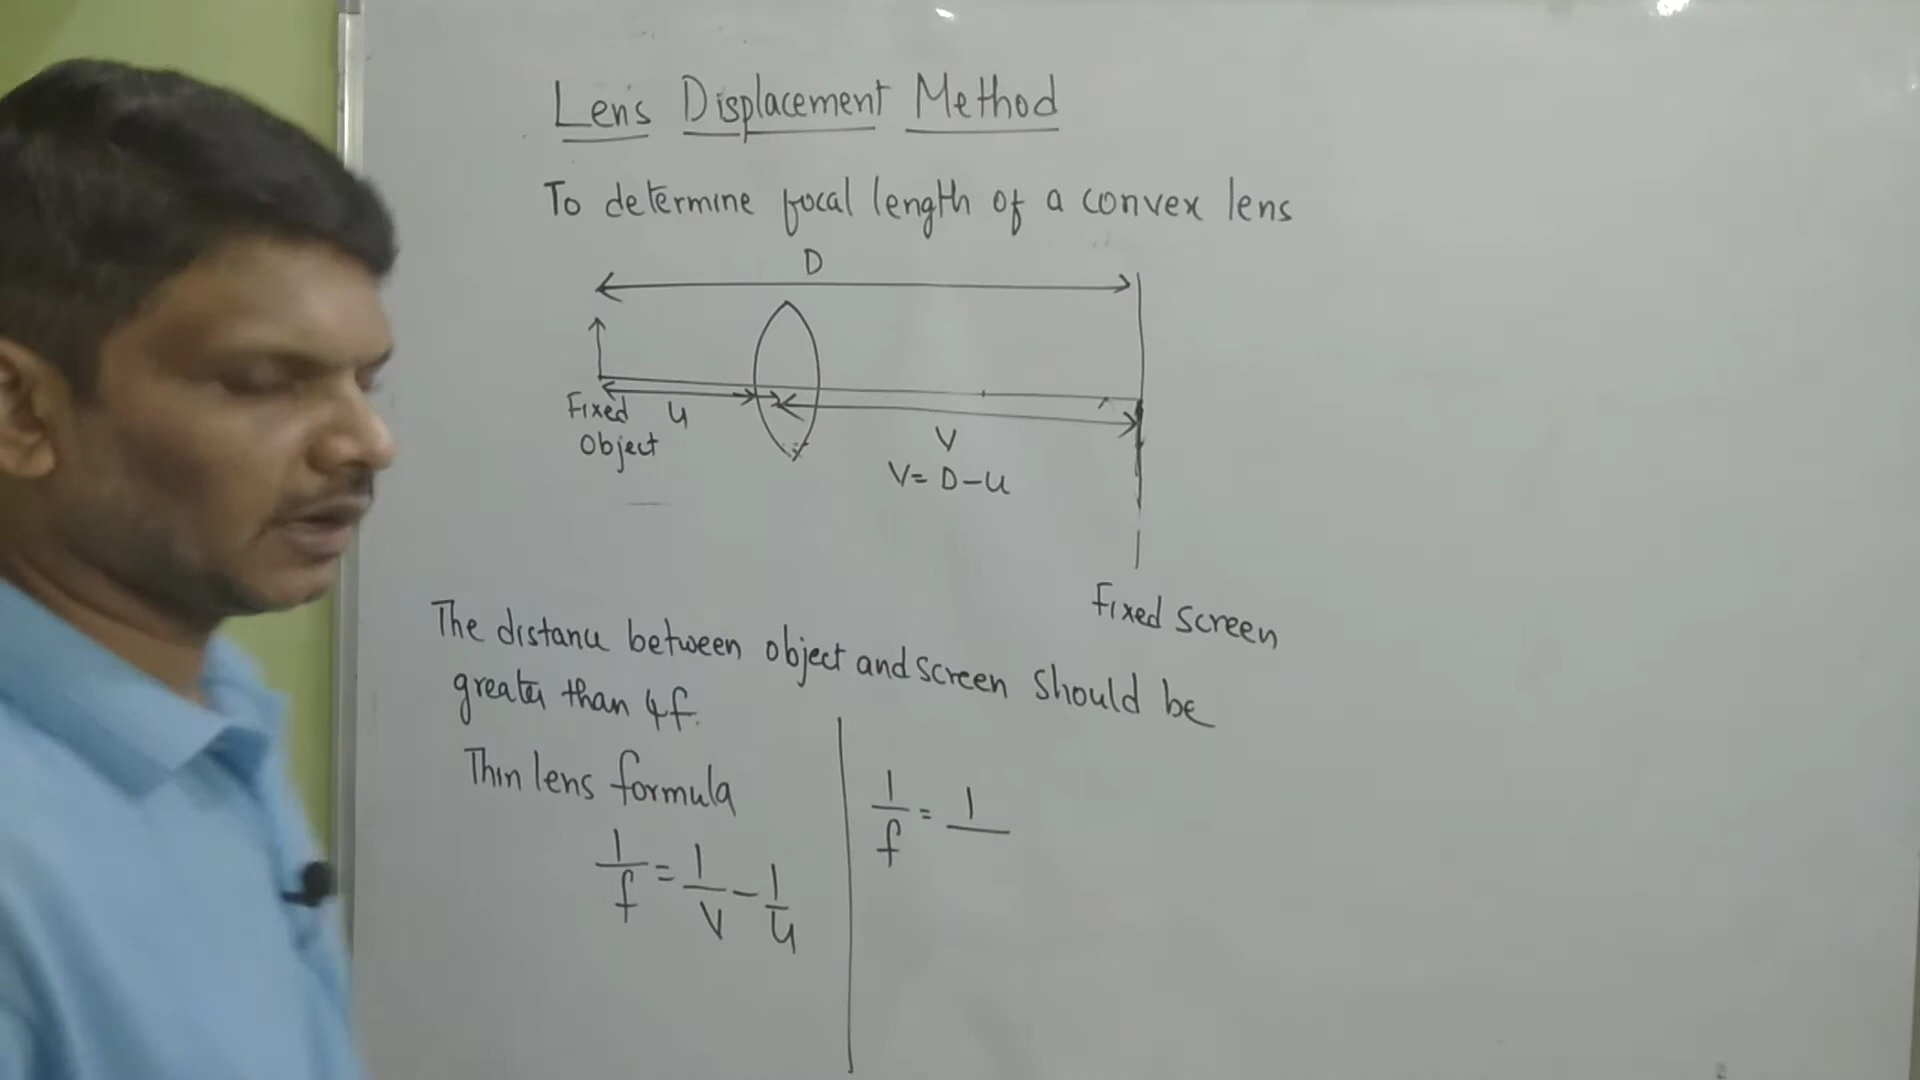 Lens Displacement Method
To determine focal length of a convex lens
D
Fixed
Object
u
V
V = D - u
Fixed screen
The distance between object and screen should be
greater than 4f.
Thin lens formula
1/f = 1/v - 1/u
1/f = 1/